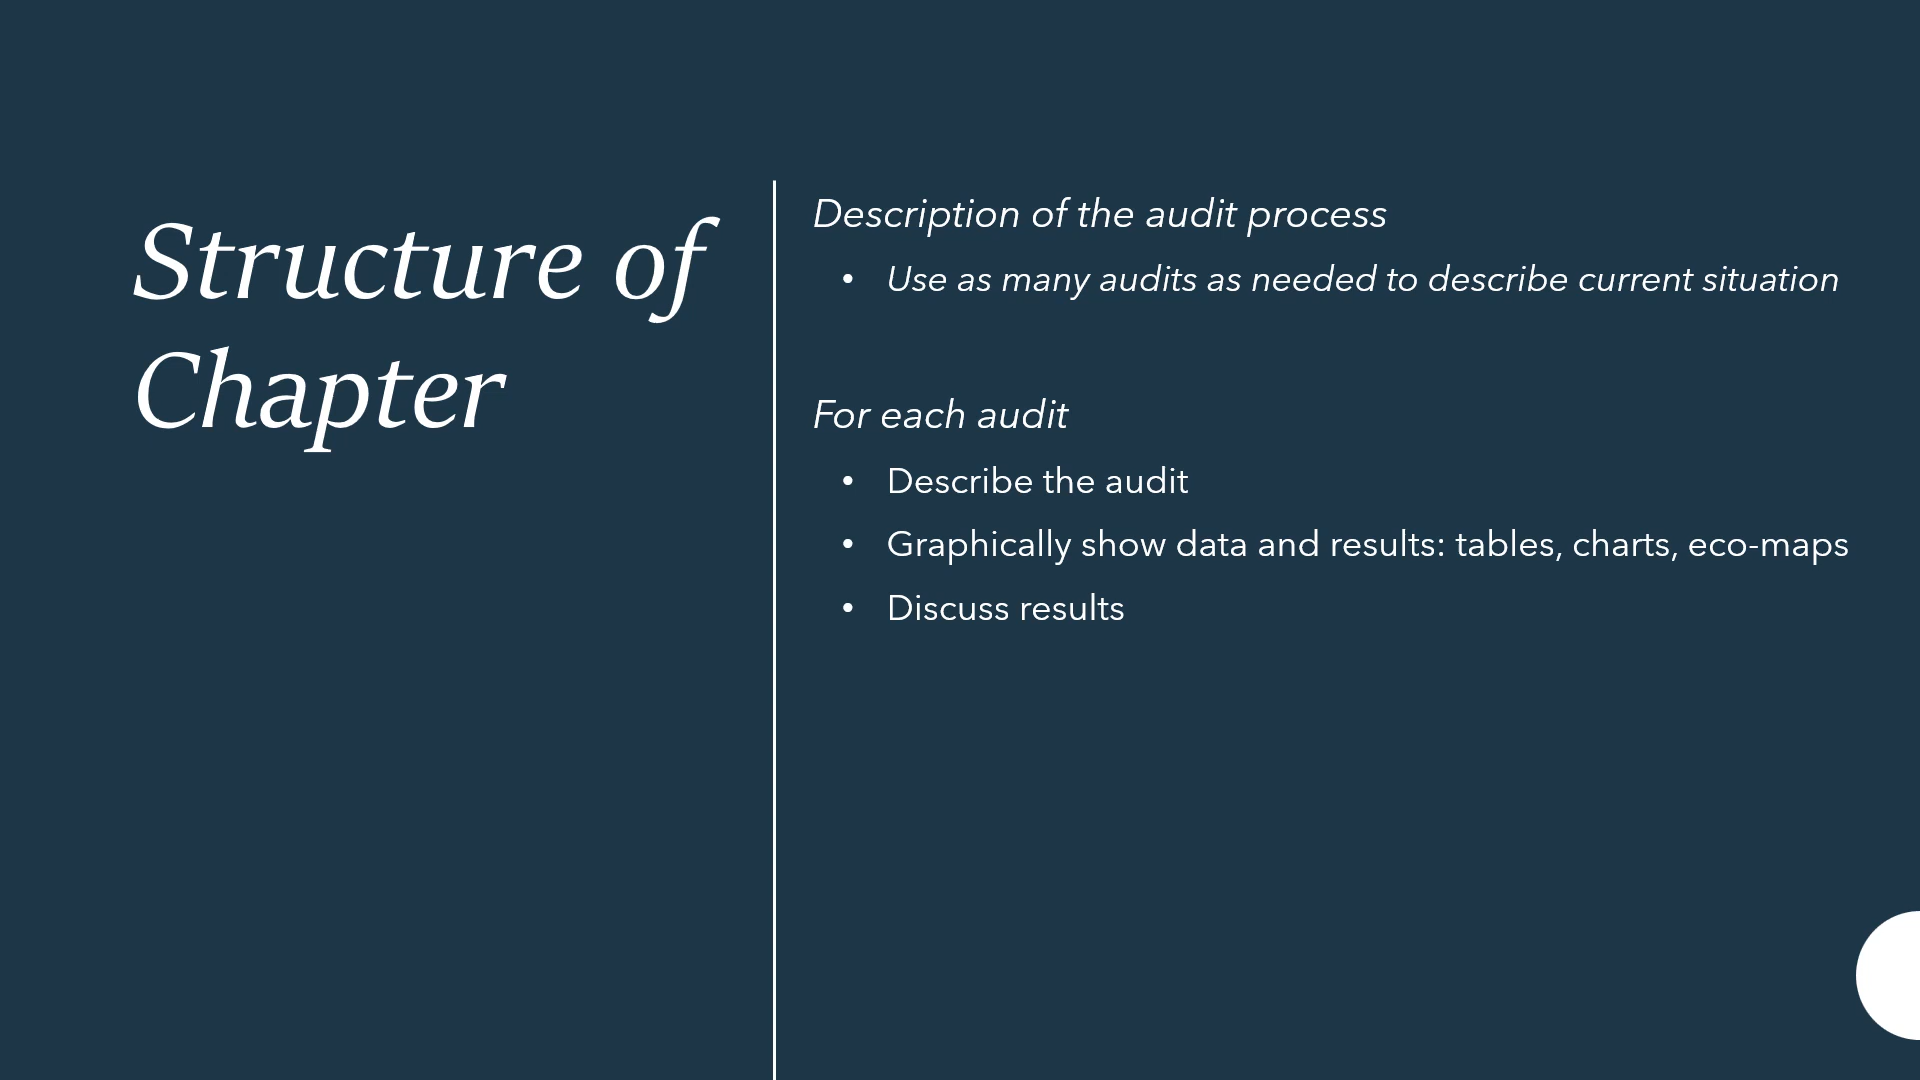 Structure of
Chapter
Description of the audit process
• Use as many audits as needed to describe current situation
For each audit
• Describe the audit
• Graphically show data and results: tables, charts, eco-maps
• Discuss results